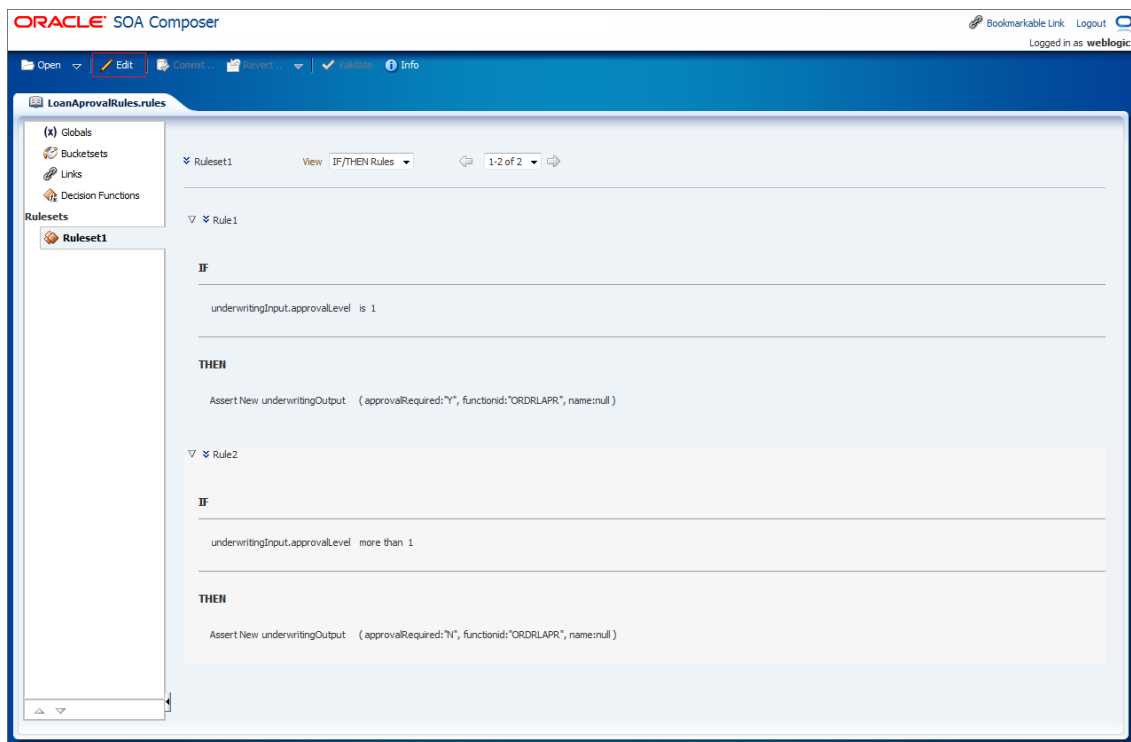 ORACLE SOA Composer
Bookmarkable Link Logout
Logged in as weblogic
Open Edit Commit .. Revert .. Validate Info
LoanAprovalRules.rules
(x) Globals
Bucketsets
Links
Decision Functions
Rulesets
Ruleset1
Ruleset1 View IF/THEN Rules 1-2 of 2
Rule1
IF
underwritingInput.approvalLevel is 1
THEN
Assert New underwritingOutput ( approvalRequired:"Y", functionid:"ORDRLAPR", name:null )
Rule2
IF
underwritingInput.approvalLevel more than 1
THEN
Assert New underwritingOutput ( approvalRequired:"N", functionid:"ORDRLAPR", name:null )